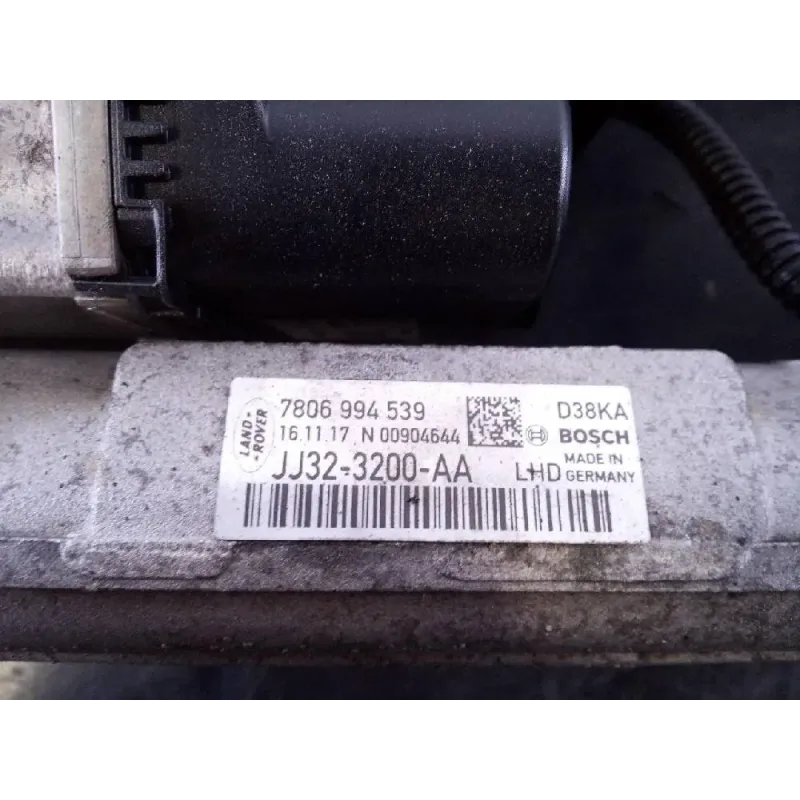 LAND-
ROVER
7806 994 539
16.11.17 N 00904644
JJ32-3200-AA
LHD
D38KA
BOSCH
MADE IN
GERMANY